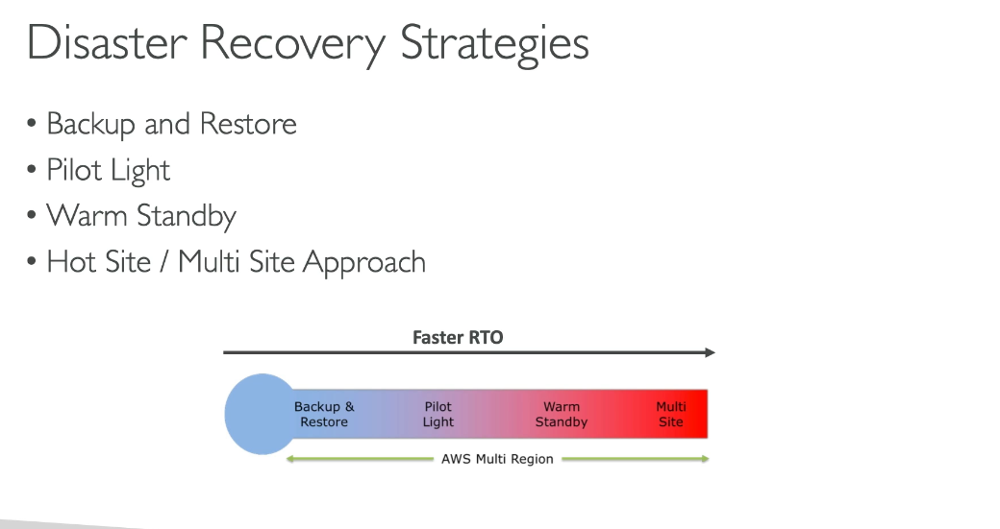 Disaster Recovery Strategies
• Backup and Restore
• Pilot Light
• Warm Standby
• Hot Site / Multi Site Approach
Faster RTO
Backup &
Restore
Pilot
Light
Warm
Standby
Multi
Site
AWS Multi Region